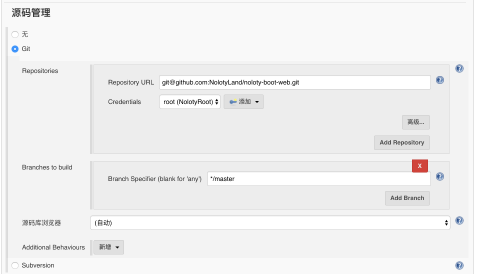 源码管理
无
Git
Repositories
Repository URL git@github.com:NolotyLand/noloty-boot-web.git
Credentials root (NolotyRoot) 添加
高级...
Add Repository
Branches to build
X
Branch Specifier (blank for 'any') */master
Add Branch
源码库浏览器 (自动)
Additional Behaviours 新增
Subversion